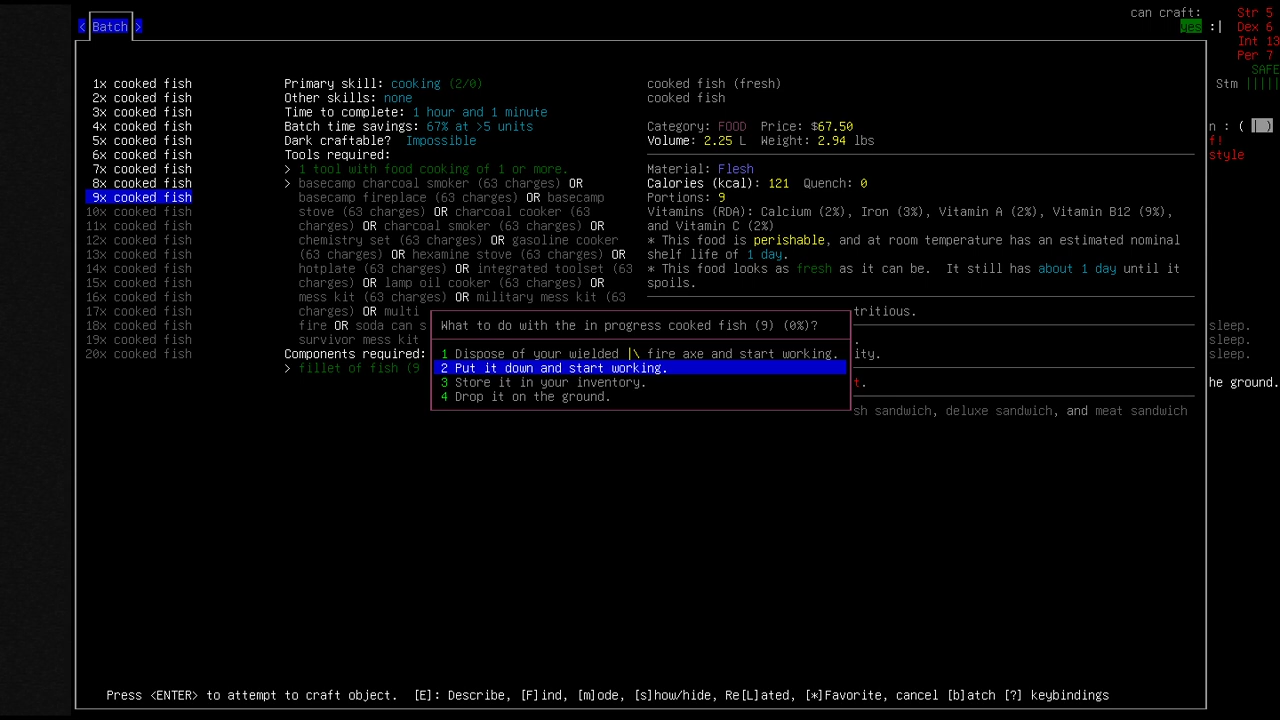 can craft: Str 5
< Batch > yes :| Dex 6
Int 13
Per 7
SAFE
1x cooked fish Primary skill: cooking (2/0) cooked fish (fresh) Stm |||||
2x cooked fish Other skills: none cooked fish
3x cooked fish Time to complete: 1 hour and 1 minute
4x cooked fish Batch time savings: 67% at >5 units Category: FOOD Price: $67.50 n : ( | )
5x cooked fish Dark craftable? Impossible Volume: 2.25 L Weight: 2.94 lbs f!
6x cooked fish Tools required: style
7x cooked fish > 1 tool with food cooking of 1 or more. Material: Flesh
8x cooked fish > basecamp charcoal smoker (63 charges) OR Calories (kcal): 121 Quench: 0
9x cooked fish basecamp fireplace (63 charges) OR basecamp Portions: 9
10x cooked fish stove (63 charges) OR charcoal cooker (63 Vitamins (RDA): Calcium (2%), Iron (3%), Vitamin A (2%), Vitamin B12 (9%),
11x cooked fish charges) OR charcoal smoker (63 charges) OR and Vitamin C (2%)
12x cooked fish chemistry set (63 charges) OR gasoline cooker * This food is perishable, and at room temperature has an estimated nominal
13x cooked fish (63 charges) OR hexamine stove (63 charges) OR shelf life of 1 day.
14x cooked fish hotplate (63 charges) OR integrated toolset (63 * This food looks as fresh as it can be. It still has about 1 day until it
15x cooked fish charges) OR lamp oil cooker (63 charges) OR spoils.
16x cooked fish mess kit (63 charges) OR military mess kit (63
17x cooked fish charges) OR multi tritious.
18x cooked fish fire OR soda can s What to do with the in progress cooked fish (9) (0%)? sleep.
19x cooked fish survivor mess kit . sleep.
20x cooked fish Components required: 1 Dispose of your wielded |\ fire axe and start working. ity. sleep.
> fillet of fish (9 2 Put it down and start working.
3 Store it in your inventory. t. he ground.
4 Drop it on the ground.
sh sandwich, deluxe sandwich, and meat sandwich
Press <ENTER> to attempt to craft object. [E]: Describe, [F]ind, [m]ode, [s]how/hide, Re[L]ated, [*]Favorite, cancel [b]atch [?] keybindings